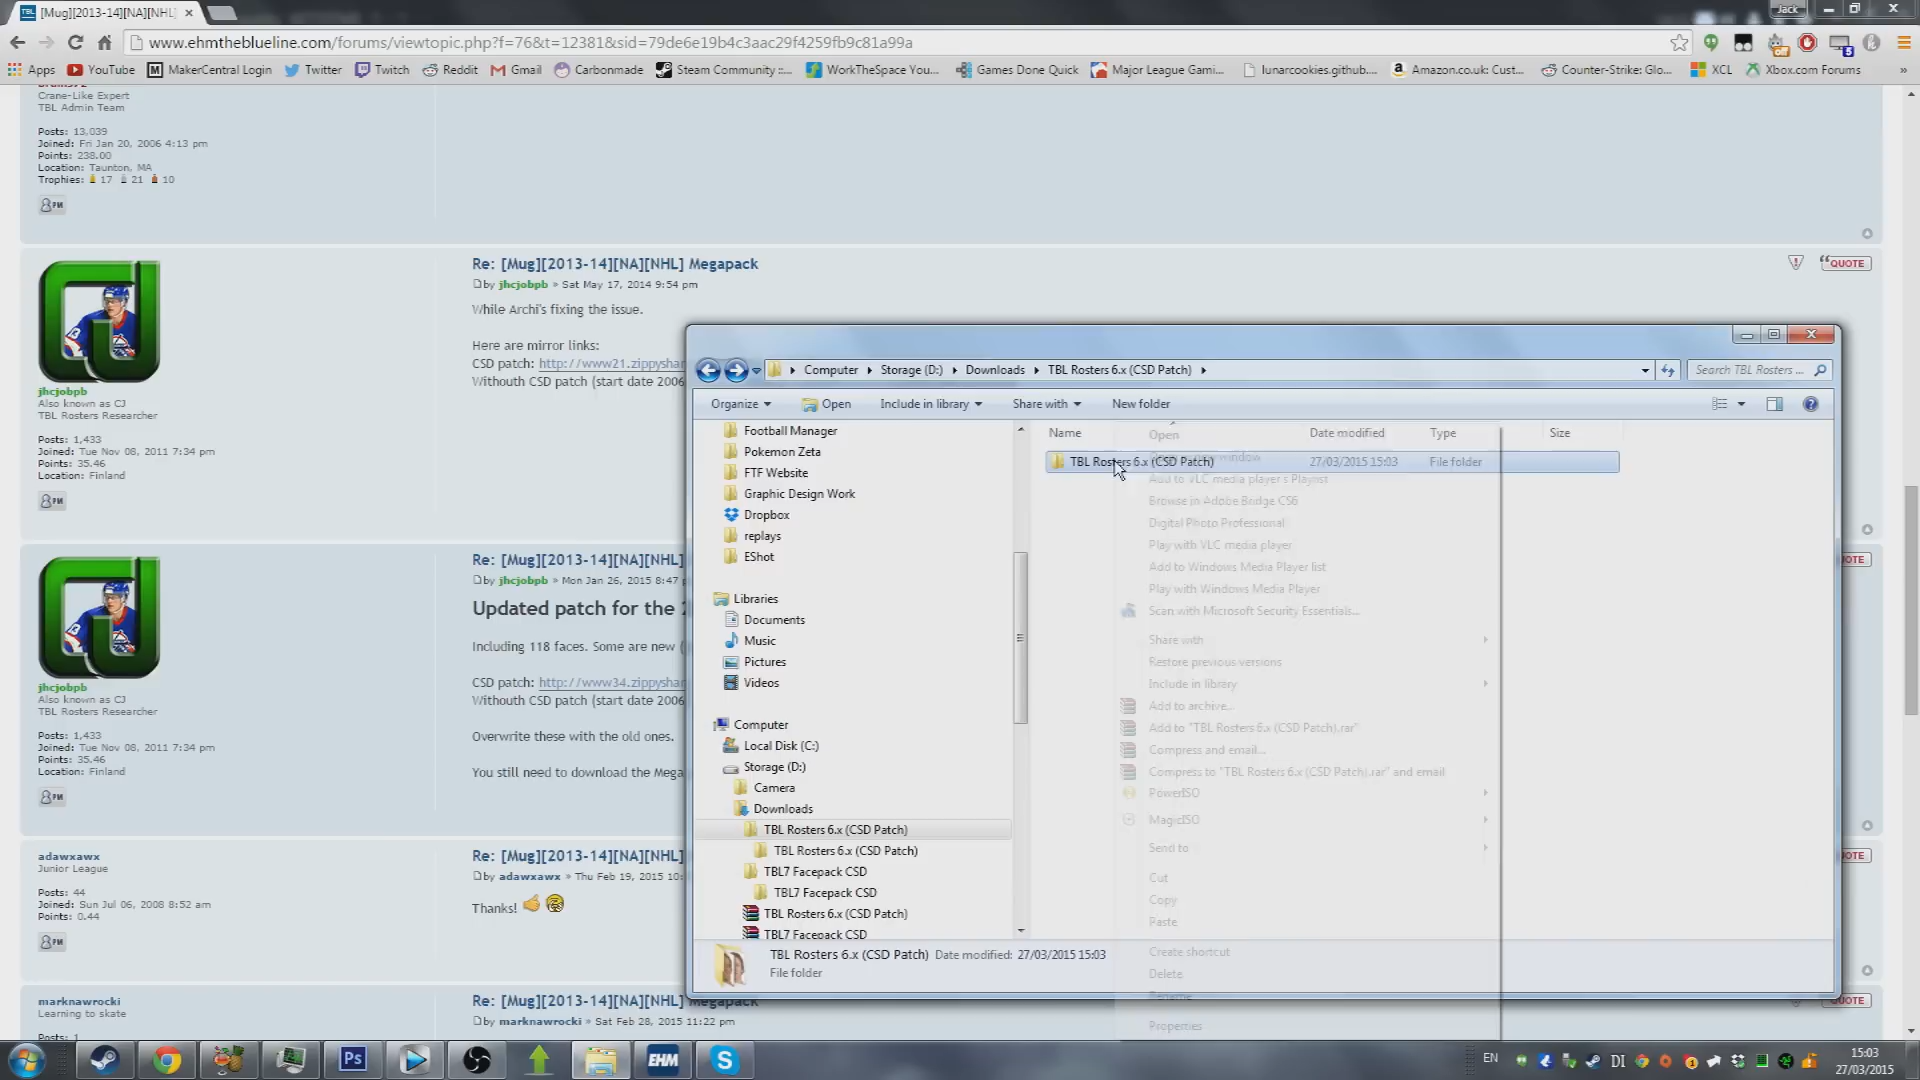 [Mug][2013-14][NA][NHL]
Jack
www.ehmtheblueline.com/forums/viewtopic.php?f=76&t=12381&sid=79de6e19b4c3aac29f4259fb9c81a99a
Apps YouTube MakerCentral Login Twitter Twitch Reddit Gmail Carbonmade Steam Community ::... WorkTheSpace You... Games Done Quick Major League Gami... lunarcookies.github.... Amazon.co.uk: Cust... Counter-Strike: Glo... XCL Xbox.com Forums »
Crane-Like Expert
TBL Admin Team
Posts: 13,039
Joined: Fri Jan 20, 2006 4:13 pm
Points: 238.00
Location: Taunton, MA
Trophies: 17 21 10
PM
Re: [Mug][2013-14][NA][NHL] Megapack
QUOTE
by jhcjobpb » Sat May 17, 2014 9:54 pm
While Archi's fixing the issue.
Here are mirror links:
CSD patch: http://www21.zippyshar
Withouth CSD patch (start date 2006
jhcjobpb
Also known as CJ
TBL Rosters Researcher
Posts: 1,433
Joined: Tue Nov 08, 2011 7:34 pm
Points: 35.46
Location: Finland
PM
Re: [Mug][2013-14][NA][NHL]
by jhcjobpb » Mon Jan 26, 2015 8:47 p
Updated patch for the 2
Including 118 faces. Some are new (
CSD patch: http://www34.zippyshar
Withouth CSD patch (start date 2006
Overwrite these with the old ones.
You still need to download the Mega
jhcjobpb
Also known as CJ
TBL Rosters Researcher
Posts: 1,433
Joined: Tue Nov 08, 2011 7:34 pm
Points: 35.46
Location: Finland
PM
adawxawx
Junior League
Posts: 44
Joined: Sun Jul 06, 2008 8:52 am
Points: 0.44
PM
Re: [Mug][2013-14][NA][NHL]
by adawxawx » Thu Feb 19, 2015 10:
Thanks!
marknawrocki
Learning to skate
Posts: 1
Re: [Mug][2013-14][NA][NHL] Megapack
by marknawrocki » Sat Feb 28, 2015 11:22 pm
OTE
OTE
QUOTE
Computer Storage (D:) Downloads TBL Rosters 6.x (CSD Patch)
Search TBL Rosters ...
Organize Open Include in library Share with New folder
Football Manager
Pokemon Zeta
FTF Website
Graphic Design Work
Dropbox
replays
EShot
Libraries
Documents
Music
Pictures
Videos
Computer
Local Disk (C:)
Storage (D:)
Camera
Downloads
TBL Rosters 6.x (CSD Patch)
TBL Rosters 6.x (CSD Patch)
TBL7 Facepack CSD
TBL7 Facepack CSD
TBL Rosters 6.x (CSD Patch)
TBL7 Facepack CSD
Name Date modified Type Size
TBL Rosters 6.x (CSD Patch) 27/03/2015 15:03 File folder
Open
Add to VLC media player's Playlist
Browse in Adobe Bridge CS6
Digital Photo Professional
Play with VLC media player
Add to Windows Media Player list
Play with Windows Media Player
Scan with Microsoft Security Essentials...
Share with
Restore previous versions
Include in library
Add to archive...
Add to "TBL Rosters 6.x (CSD Patch).rar"
Compress and email...
Compress to "TBL Rosters 6.x (CSD Patch).rar" and email
PowerISO
MagicISO
Send to
Cut
Copy
Paste
Create shortcut
Delete
Rename
Properties
TBL Rosters 6.x (CSD Patch) Date modified: 27/03/2015 15:03
File folder
Ps
EHM
EN
DI
15:03
27/03/2015